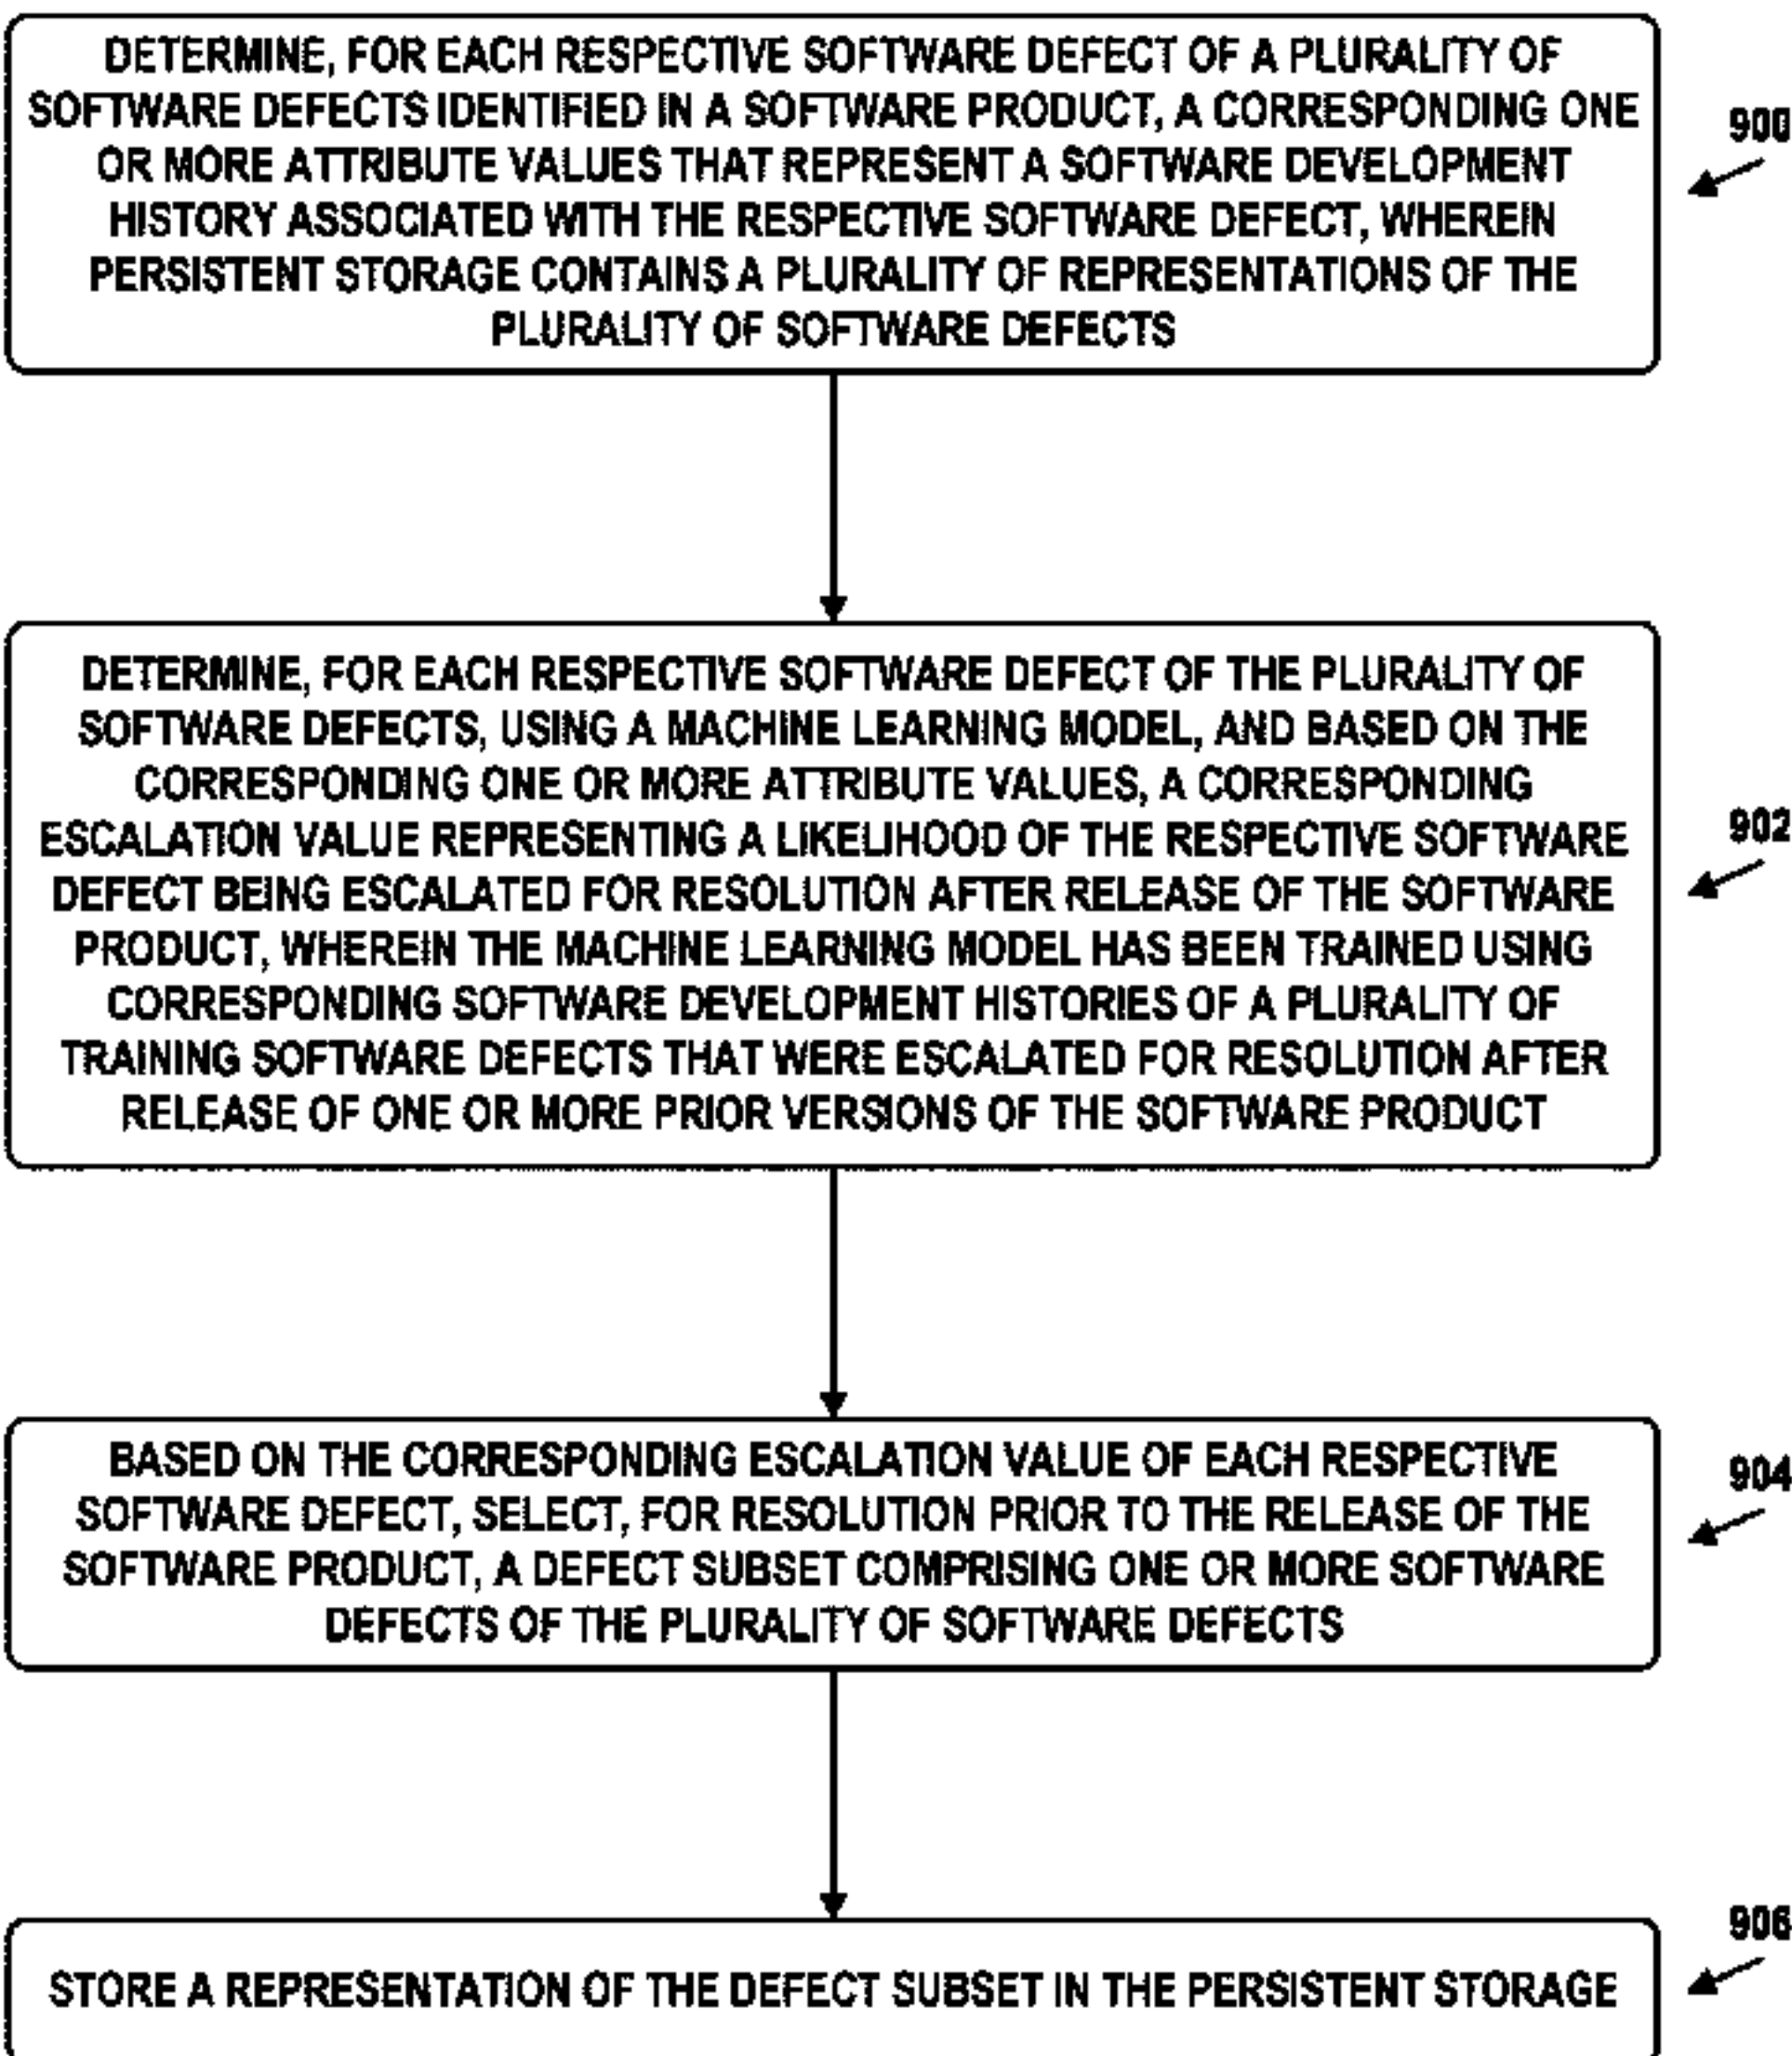 DETERMINE, FOR EACH RESPECTIVE SOFTWARE DEFECT OF A PLURALITY OF
SOFTWARE DEFECTS IDENTIFIED IN A SOFTWARE PRODUCT, A CORRESPONDING ONE
OR MORE ATTRIBUTE VALUES THAT REPRESENT A SOFTWARE DEVELOPMENT
HISTORY ASSOCIATED WITH THE RESPECTIVE SOFTWARE DEFECT, WHEREIN
PERSISTENT STORAGE CONTAINS A PLURALITY OF REPRESENTATIONS OF THE
PLURALITY OF SOFTWARE DEFECTS
900
DETERMINE, FOR EACH RESPECTIVE SOFTWARE DEFECT OF THE PLURALITY OF
SOFTWARE DEFECTS, USING A MACHINE LEARNING MODEL, AND BASED ON THE
CORRESPONDING ONE OR MORE ATTRIBUTE VALUES, A CORRESPONDING
ESCALATION VALUE REPRESENTING A LIKELIHOOD OF THE RESPECTIVE SOFTWARE
DEFECT BEING ESCALATED FOR RESOLUTION AFTER RELEASE OF THE SOFTWARE
PRODUCT, WHEREIN THE MACHINE LEARNING MODEL HAS BEEN TRAINED USING
CORRESPONDING SOFTWARE DEVELOPMENT HISTORIES OF A PLURALITY OF
TRAINING SOFTWARE DEFECTS THAT WERE ESCALATED FOR RESOLUTION AFTER
RELEASE OF ONE OR MORE PRIOR VERSIONS OF THE SOFTWARE PRODUCT
902
BASED ON THE CORRESPONDING ESCALATION VALUE OF EACH RESPECTIVE
SOFTWARE DEFECT, SELECT, FOR RESOLUTION PRIOR TO THE RELEASE OF THE
SOFTWARE PRODUCT, A DEFECT SUBSET COMPRISING ONE OR MORE SOFTWARE
DEFECTS OF THE PLURALITY OF SOFTWARE DEFECTS
904
STORE A REPRESENTATION OF THE DEFECT SUBSET IN THE PERSISTENT STORAGE
906